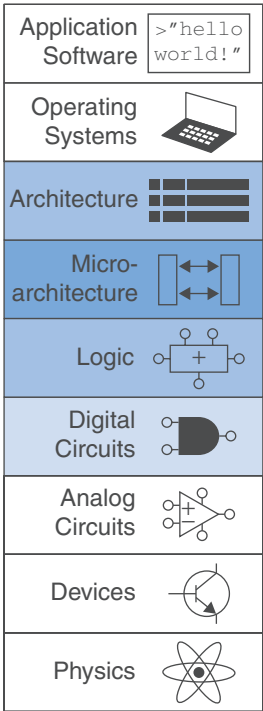 Application
Software
>"hello
world!"
Operating
Systems
Architecture
Micro-
architecture
Logic
+
Digital
Circuits
Analog
Circuits
+
−
Devices
Physics